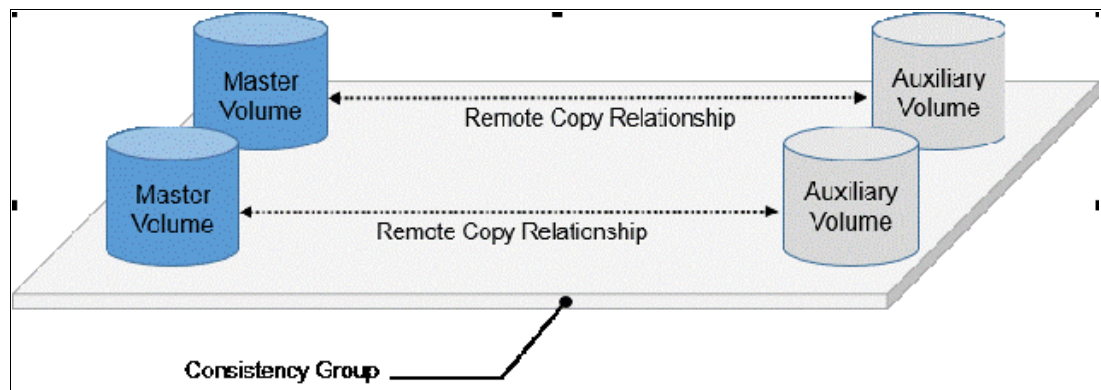 Master
Volume
Auxiliary
Volume
Remote Copy Relationship
Master
Volume
Auxiliary
Volume
Remote Copy Relationship
Consistency Group